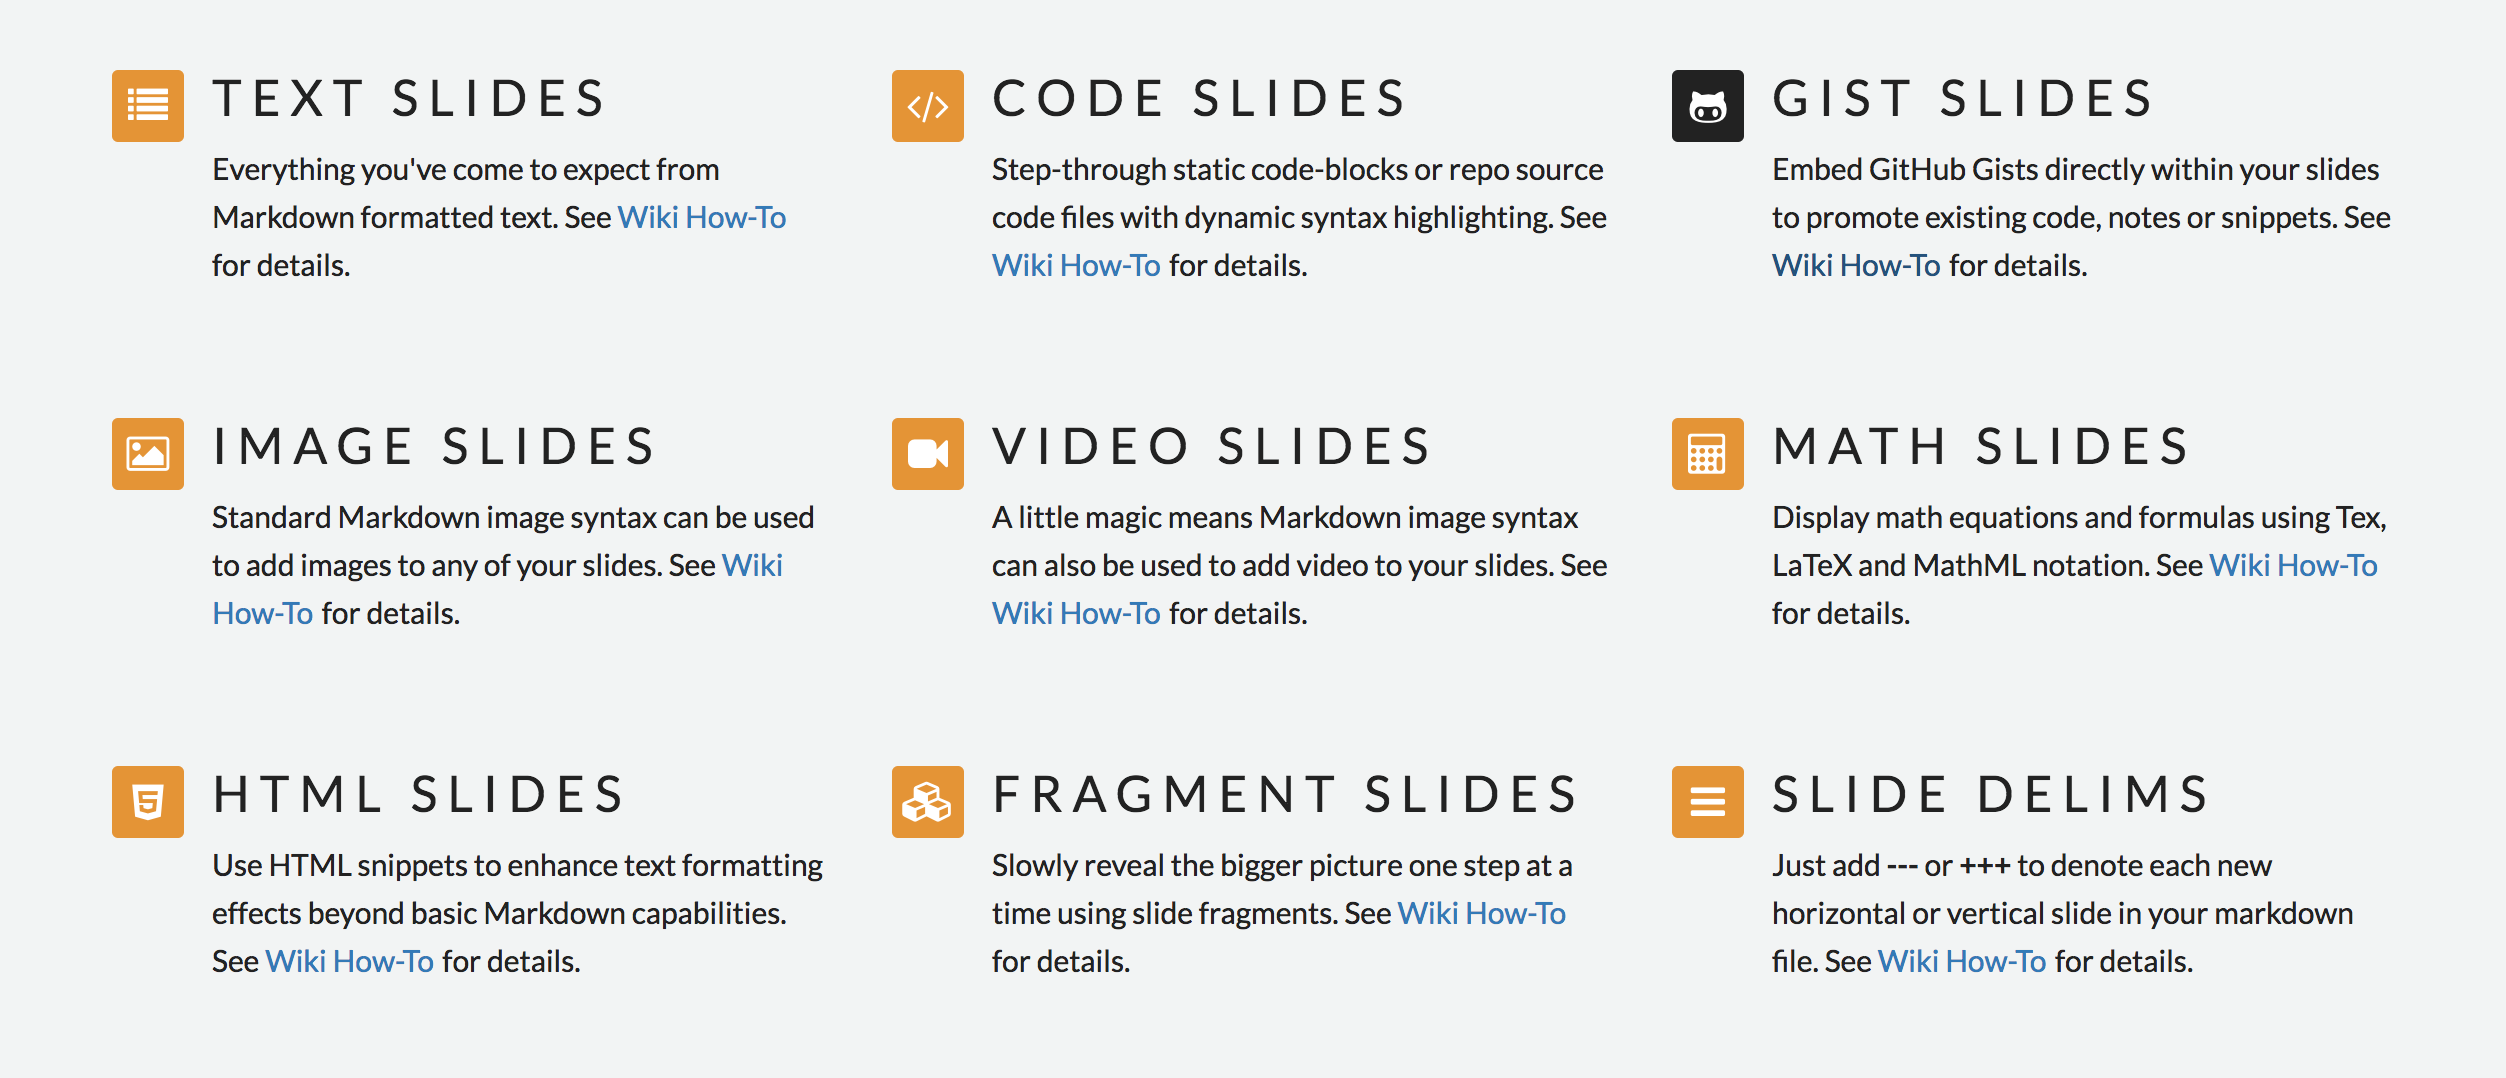 TEXT SLIDES
Everything you've come to expect from
Markdown formatted text. See Wiki How-To
for details.
CODE SLIDES
Step-through static code-blocks or repo source
code files with dynamic syntax highlighting. See
Wiki How-To for details.
GIST SLIDES
Embed GitHub Gists directly within your slides
to promote existing code, notes or snippets. See
Wiki How-To for details.
IMAGE SLIDES
Standard Markdown image syntax can be used
to add images to any of your slides. See Wiki
How-To for details.
VIDEO SLIDES
A little magic means Markdown image syntax
can also be used to add video to your slides. See
Wiki How-To for details.
MATH SLIDES
Display math equations and formulas using Tex,
LaTeX and MathML notation. See Wiki How-To
for details.
HTML SLIDES
Use HTML snippets to enhance text formatting
effects beyond basic Markdown capabilities.
See Wiki How-To for details.
FRAGMENT SLIDES
Slowly reveal the bigger picture one step at a
time using slide fragments. See Wiki How-To
for details.
SLIDE DELIMS
Just add --- or +++ to denote each new
horizontal or vertical slide in your markdown
file. See Wiki How-To for details.